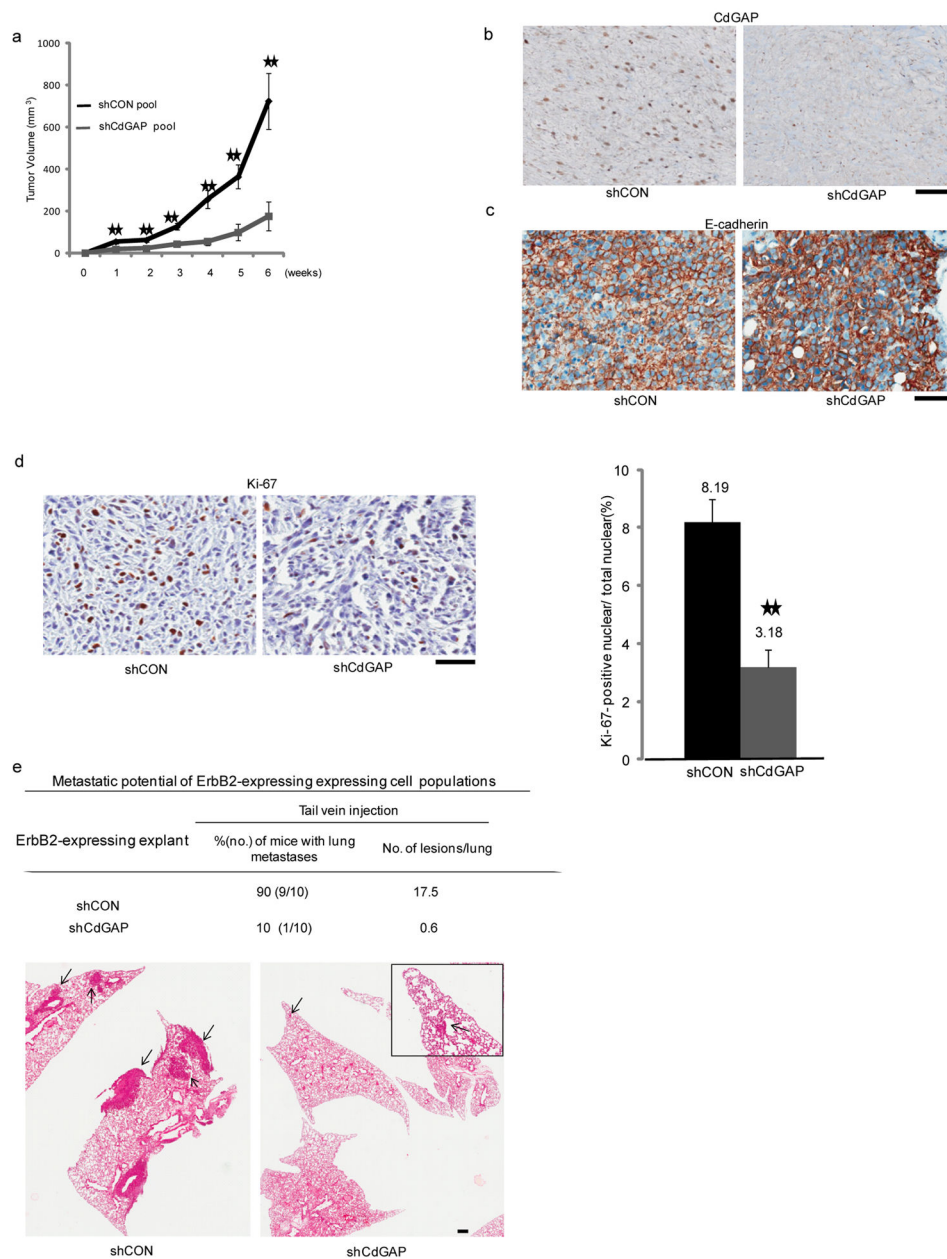 a
1000
800
600
400
200
0
Tumor Volume (mm³)
shCON pool
shCdGAP pool
0 1 2 3 4 5 6 (weeks)
b
CdGAP
shCON shCdGAP
c
E-cadherin
shCON shCdGAP
d
Ki-67
shCON shCdGAP
10
8
6
4
2
0
Ki-67-positive nuclear/ total nuclear(%)
8.19
3.18
shCON shCdGAP
e
Metastatic potential of ErbB2-expressing expressing cell populations
Tail vein injection
ErbB2-expressing explant %(no.) of mice with lung metastases No. of lesions/lung
shCON 90 (9/10) 17.5
shCdGAP 10 (1/10) 0.6
shCON shCdGAP